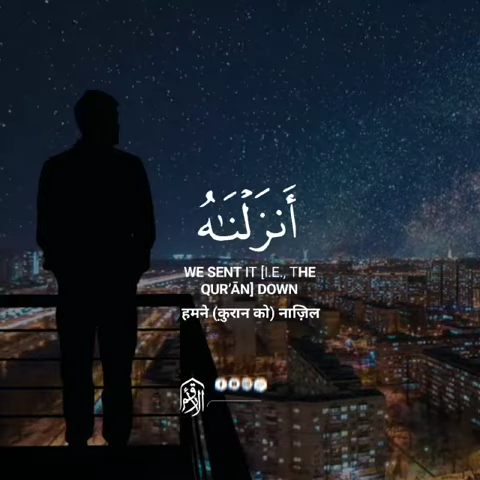 أَنزَلۡنَـٰهُ
WE SENT IT [I.E., THE
QUR'ĀN] DOWN
हमने (कुरान को) नाज़िल